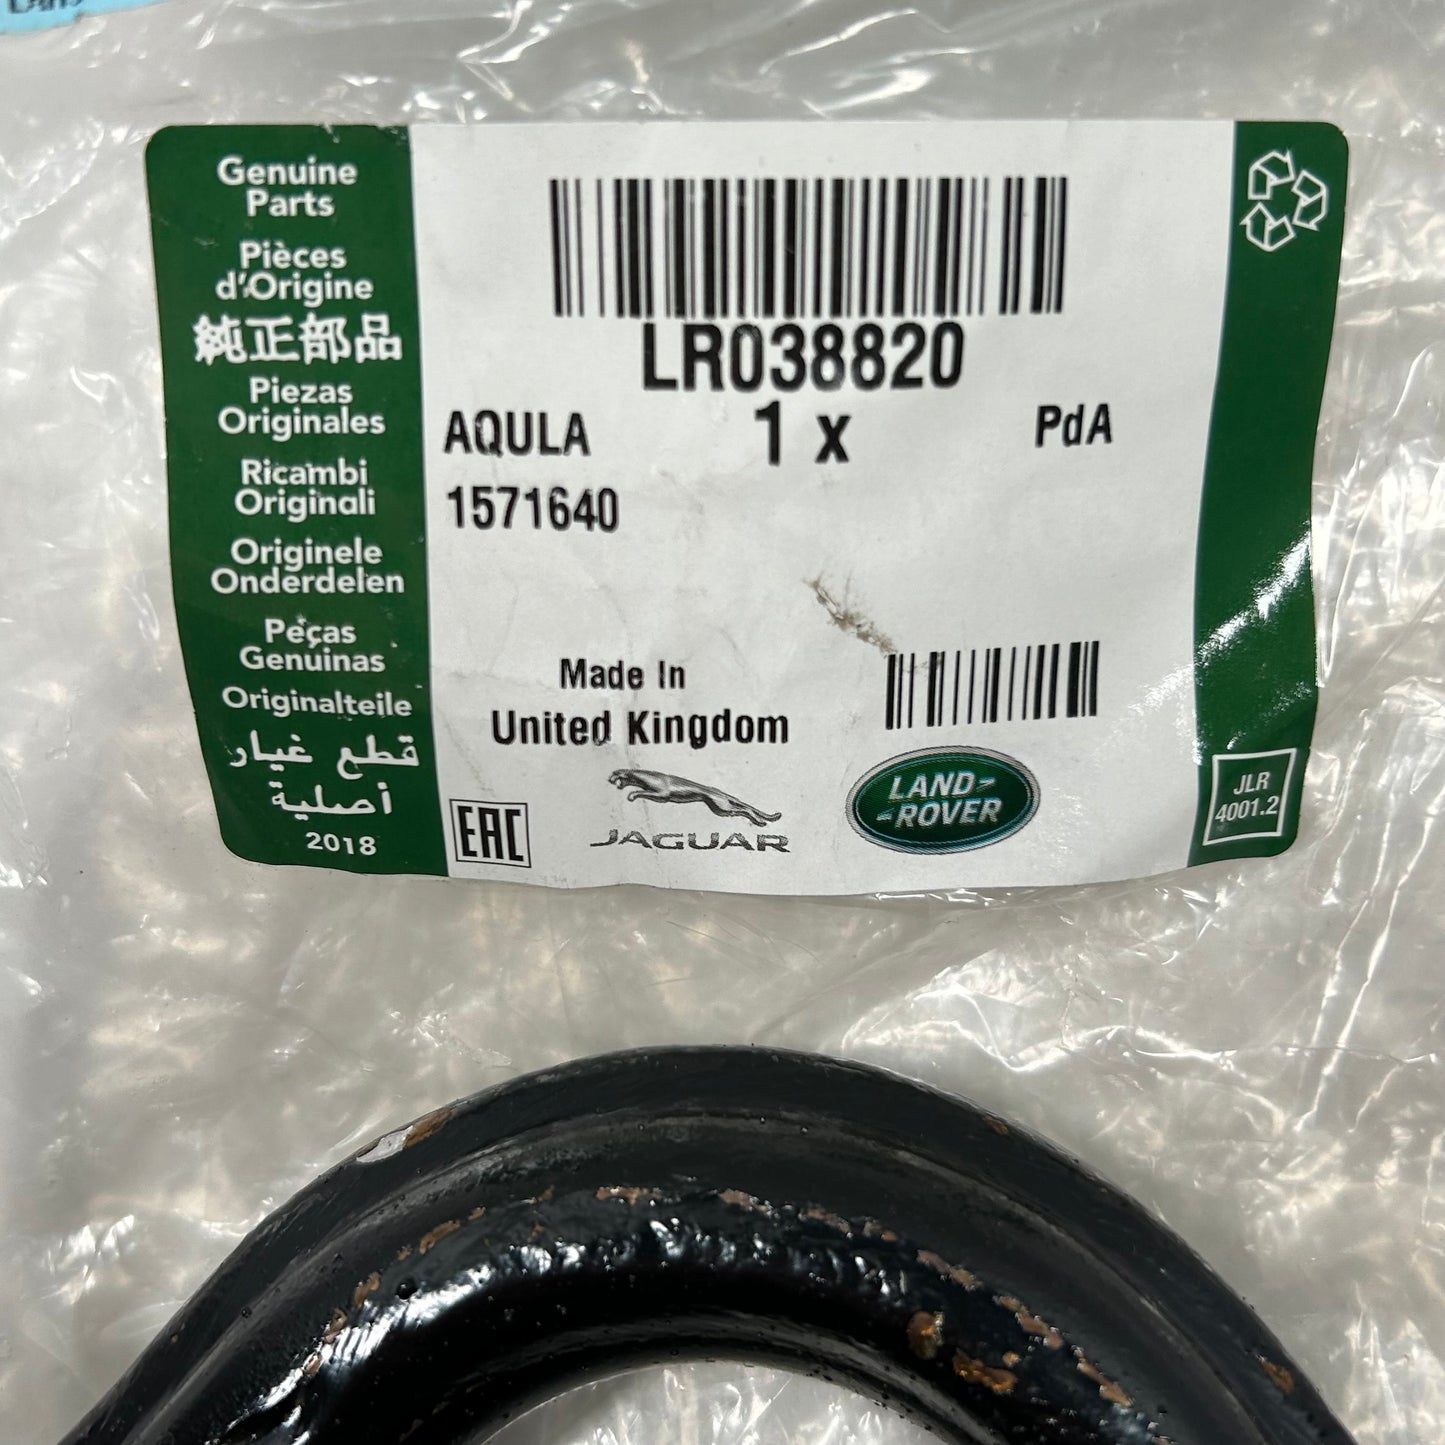 Genuine
Parts
Pièces
d'Origine
純正部品
Piezas
Originales
Ricambi
Originali
Originele
Onderdelen
Peças
Genuinas
Originalteile
قطع غيار
أصلية
2018
LR038820
AQULA 1 x PdA
1571640
Made In
United Kingdom
EAC
JAGUAR
LAND-
-ROVER
JLR
4001.2